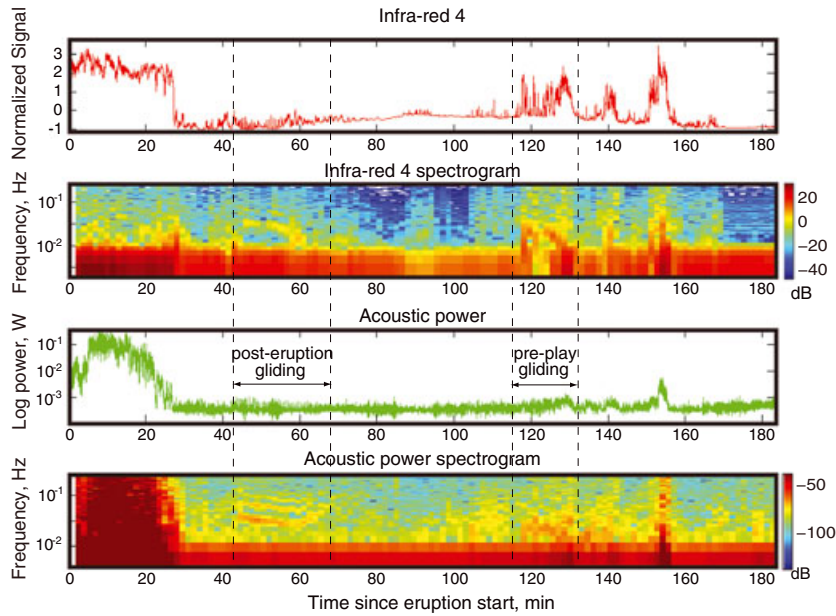 Infra-red 4
Normalized Signal
3
2
1
0
-1
0 20 40 60 80 100 120 140 160 180
Infra-red 4 spectrogram
Frequency, Hz
10-1
10-2
0 20 40 60 80 100 120 140 160 180
20
0
−20
−40
dB
Acoustic power
Log power, W
10-1
10-2
10-3
post-eruption
gliding
pre-play
gliding
0 20 40 60 80 100 120 140 160 180
Acoustic power spectrogram
Frequency, Hz
10-1
10-2
0 20 40 60 80 100 120 140 160 180
−50
−100
dB
Time since eruption start, min